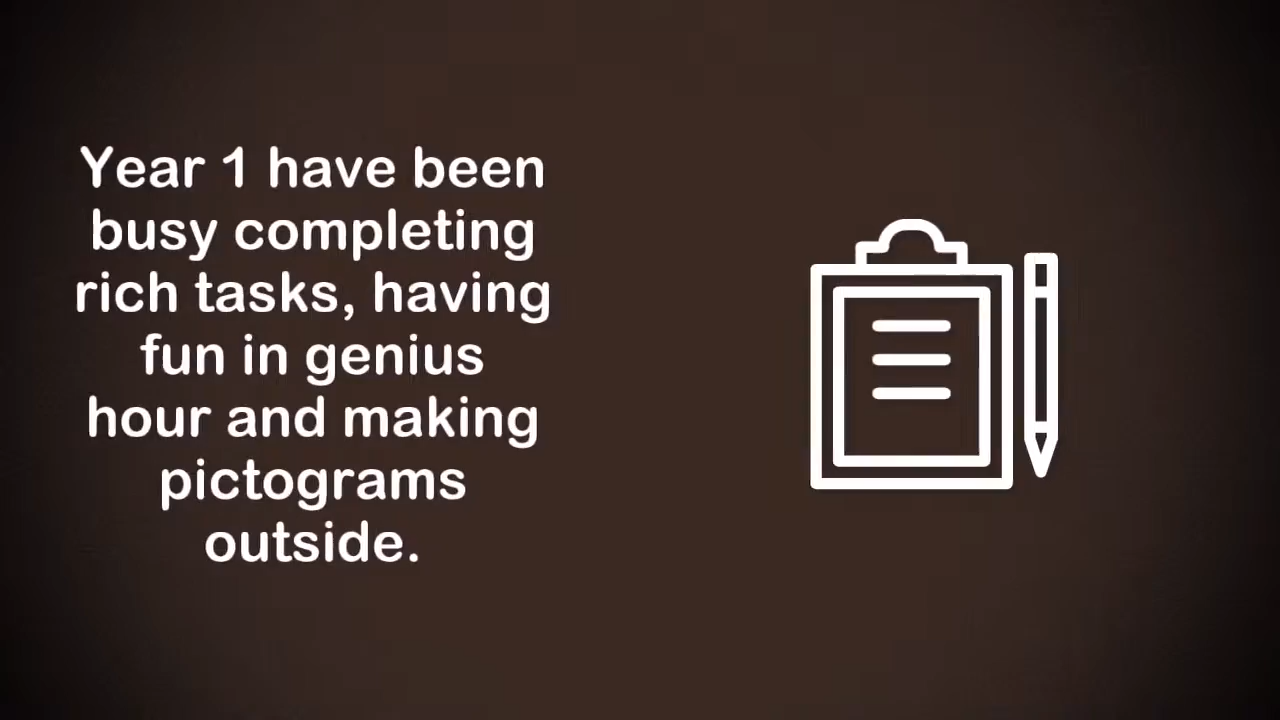 Year 1 have been
busy completing
rich tasks, having
fun in genius
hour and making
pictograms
outside.